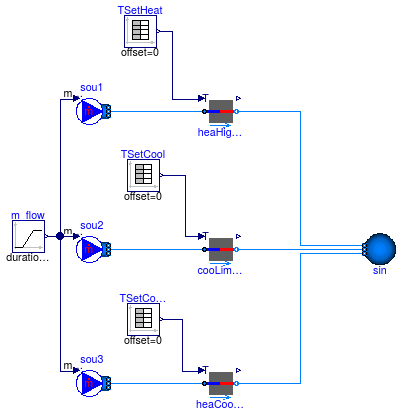 TSetHeat
offset=0
sou1
m
T
heaHig...
TSetCool
offset=0
m_flow
duratio...
sou2
m
T
cooLim...
sin
TSetCo...
offset=0
sou3
m
T
heaCoo...